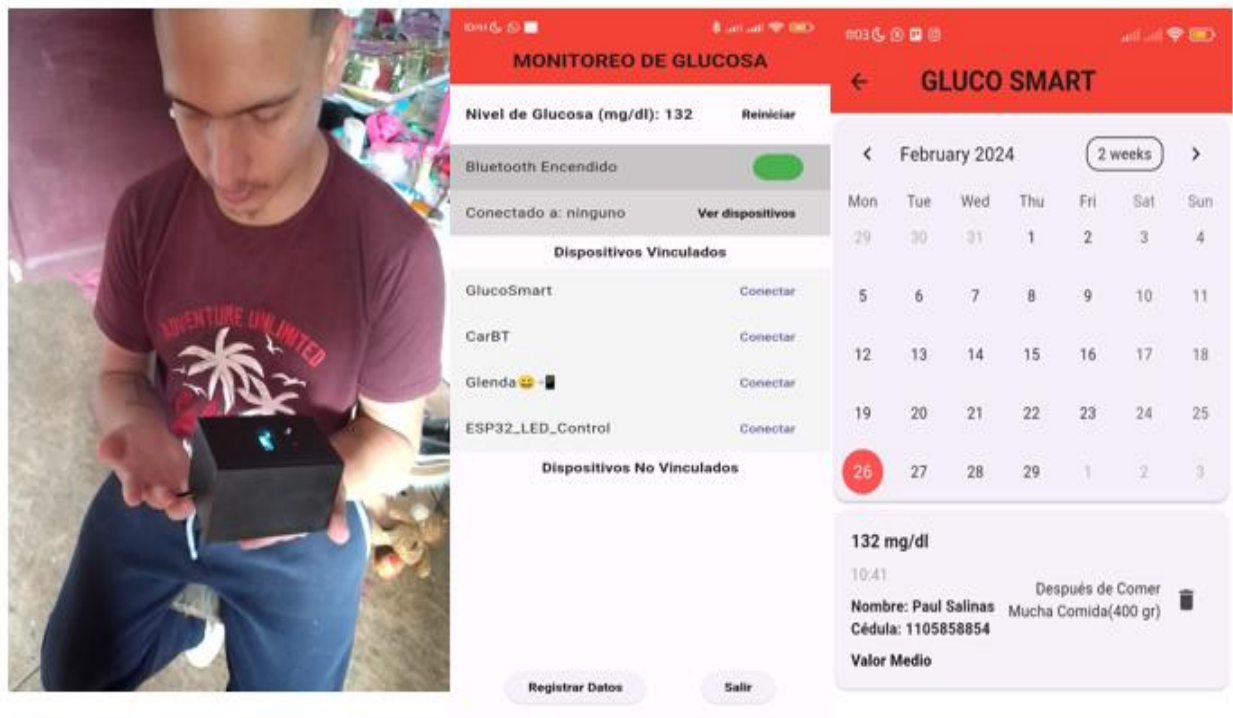 ADVENTURE UNLIMITED
10:41
MONITOREO DE GLUCOSA
Nivel de Glucosa (mg/dl): 132 Reiniciar
Bluetooth Encendido
Conectado a: ninguno Ver dispositivos
Dispositivos Vinculados
GlucoSmart Conectar
CarBT Conectar
Glenda😀-📱 Conectar
ESP32_LED_Control Conectar
Dispositivos No Vinculados
Registrar Datos Salir
GLUCO SMART
February 2024 2 weeks
Mon Tue Wed Thu Fri Sat Sun
29 30 31 1 2 3 4
5 6 7 8 9 10 11
12 13 14 15 16 17 18
19 20 21 22 23 24 25
26 27 28 29 1 2 3
132 mg/dl
10:41
Después de Comer
Mucha Comida(400 gr)
Nombre: Paul Salinas
Cédula: 1105858854
Valor Medio